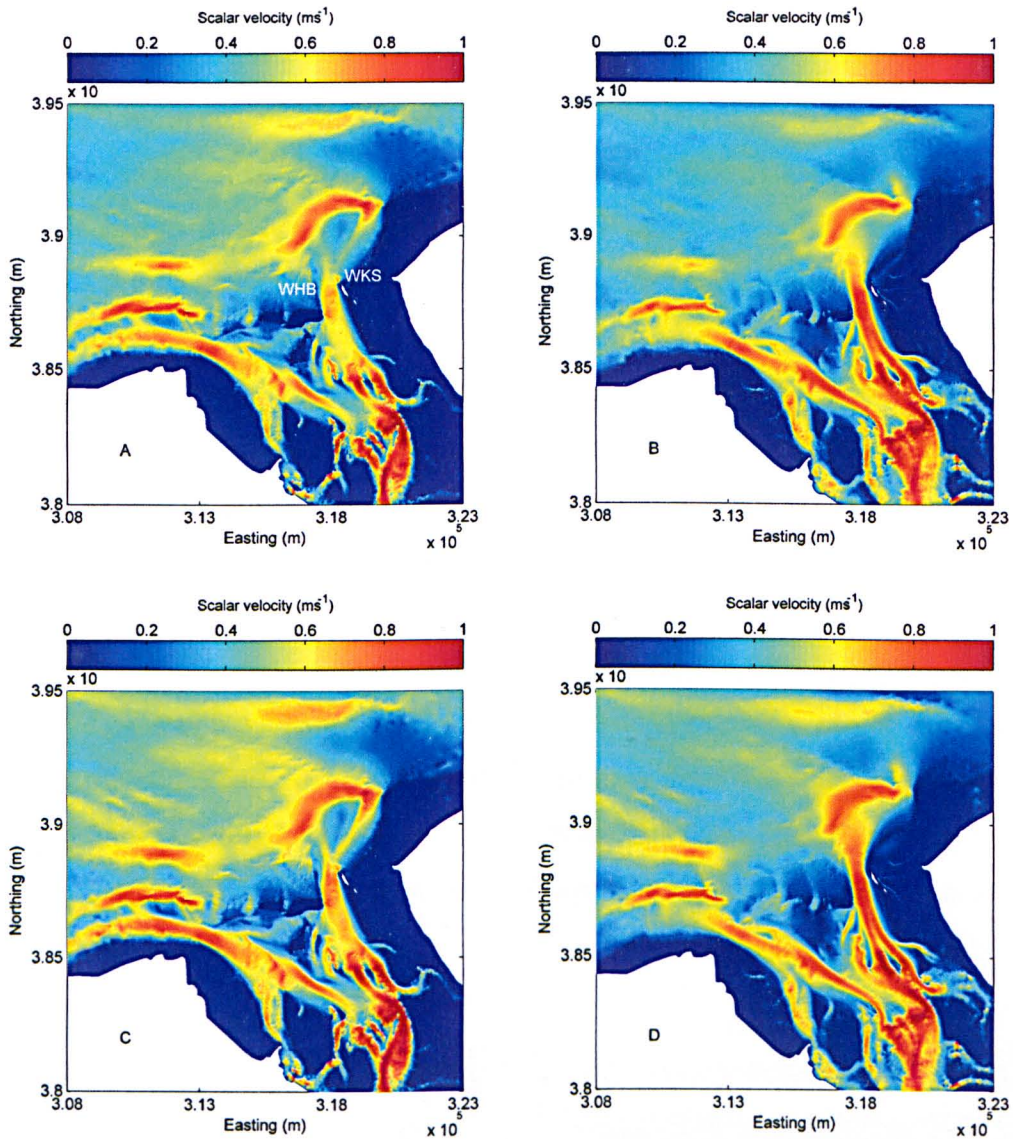 Scalar velocity (ms⁻¹)
0 0.2 0.4 0.6 0.8 1
x 10
3.95
3.9
3.85
3.8
Northing (m)
WHB
WKS
A
3.08 3.13 3.18 3.23
Easting (m)
x 10⁵
Scalar velocity (ms⁻¹)
0 0.2 0.4 0.6 0.8 1
x 10
3.95
3.9
3.85
3.8
Northing (m)
B
3.08 3.13 3.18 3.23
Easting (m)
x 10⁵
Scalar velocity (ms⁻¹)
0 0.2 0.4 0.6 0.8 1
x 10
3.95
3.9
3.85
3.8
Northing (m)
C
3.08 3.13 3.18 3.23
Easting (m)
x 10⁵
Scalar velocity (ms⁻¹)
0 0.2 0.4 0.6 0.8 1
x 10
3.95
3.9
3.85
3.8
Northing (m)
D
3.08 3.13 3.18 3.23
Easting (m)
x 10⁵